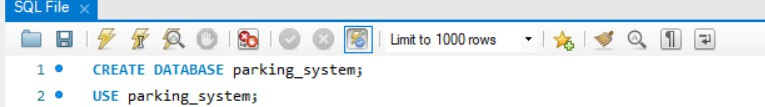 SQL File ×
Limit to 1000 rows
1 CREATE DATABASE parking_system;
2 USE parking_system;